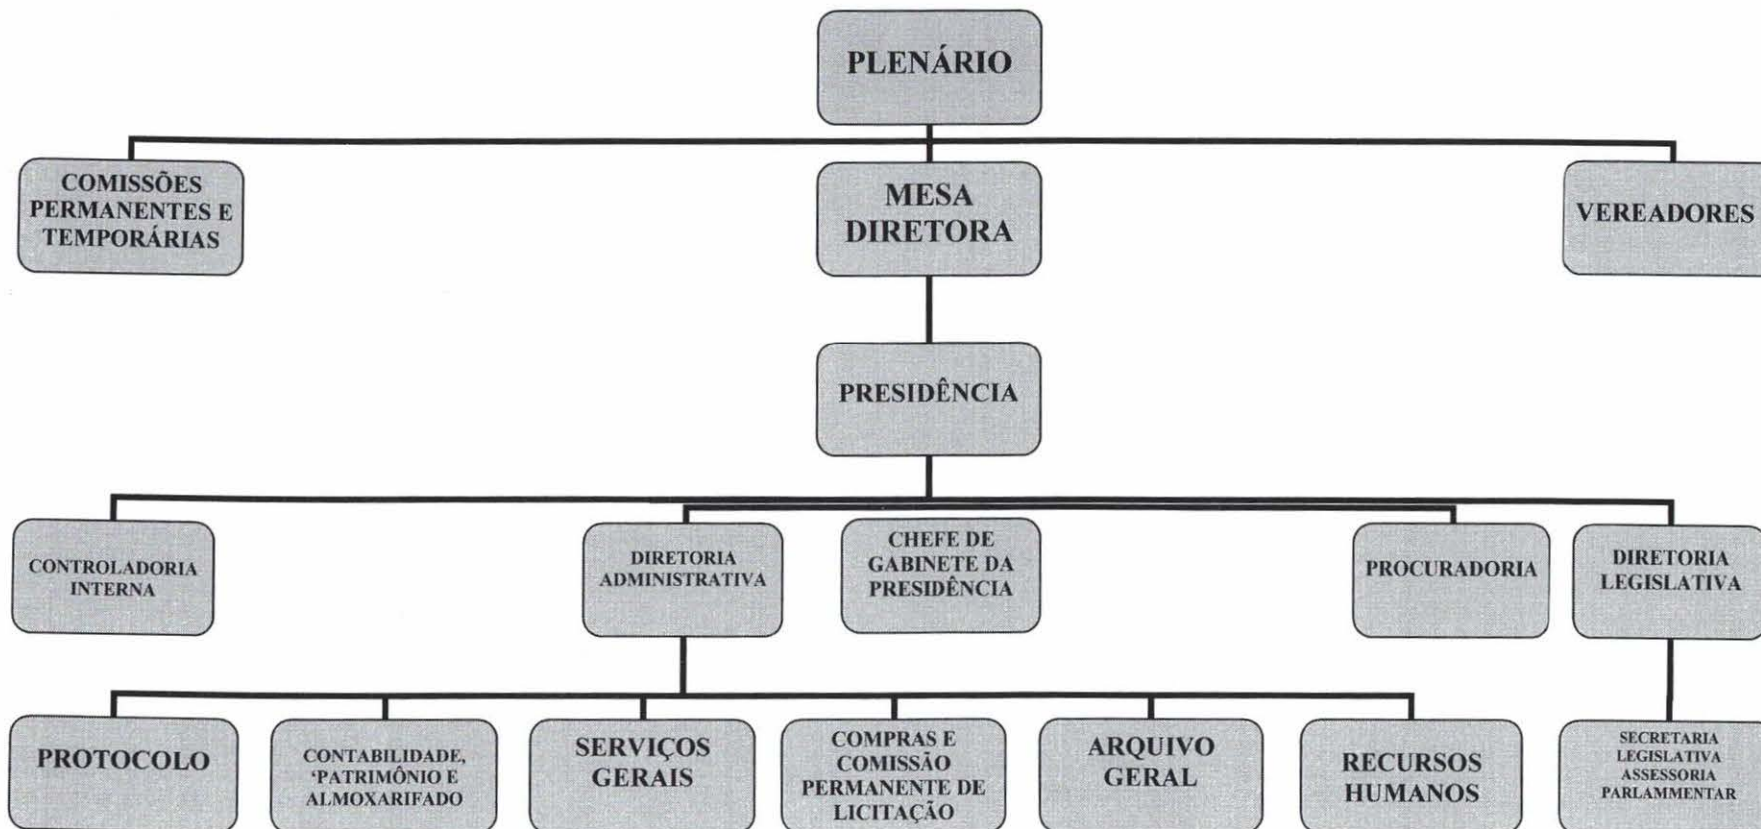 PLENÁRIO
COMISSÕES
PERMANENTES E
TEMPORÁRIAS
MESA
DIRETORA
VEREADORES
PRESIDÊNCIA
CONTROLADORIA
INTERNA
DIRETORIA
ADMINISTRATIVA
CHEFE DE
GABINETE DA
PRESIDÊNCIA
PROCURADORIA
DIRETORIA
LEGISLATIVA
PROTOCOLO
CONTABILIDADE,
‘PATRIMÔNIO E
ALMOXARIFADO
SERVIÇOS
GERAIS
COMPRAS E
COMISSÃO
PERMANENTE DE
LICITAÇÃO
ARQUIVO
GERAL
RECURSOS
HUMANOS
SECRETARIA
LEGISLATIVA
ASSESSORIA
PARLAMMENTAR